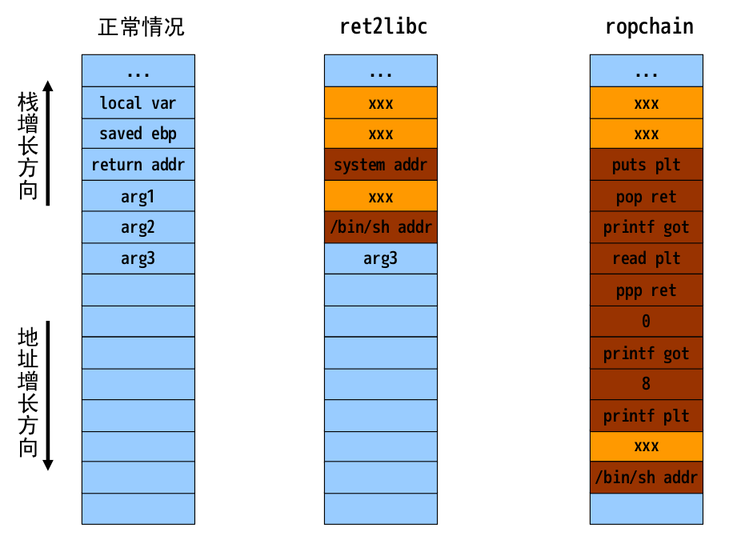 正常情况
...
local var
saved ebp
return addr
arg1
arg2
arg3
栈增长方向
地址增长方向
ret2libc
...
xxx
xxx
system addr
xxx
/bin/sh addr
arg3
ropchain
...
xxx
xxx
puts plt
pop ret
printf got
read plt
ppp ret
0
printf got
8
printf plt
xxx
/bin/sh addr